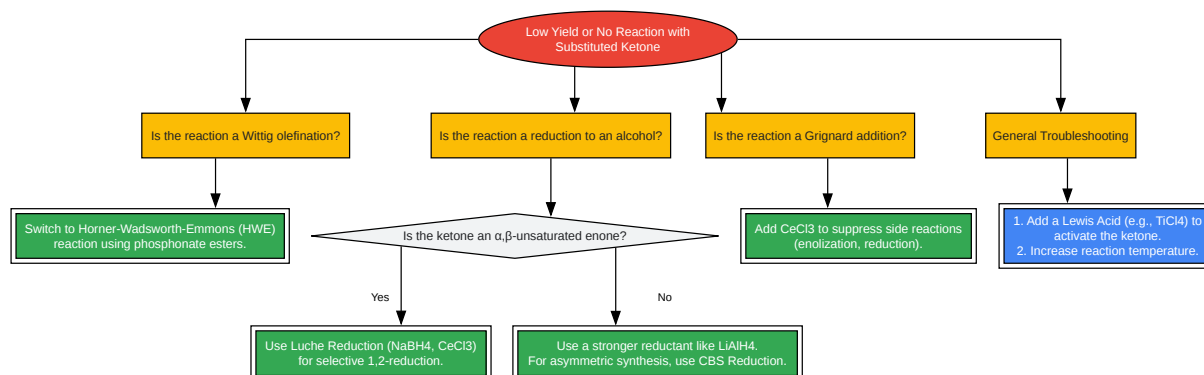 Low Yield or No Reaction with
Substituted Ketone
Is the reaction a Wittig olefination?
Is the reaction a reduction to an alcohol?
Is the reaction a Grignard addition?
General Troubleshooting
Switch to Horner-Wadsworth-Emmons (HWE)
reaction using phosphonate esters.
Is the ketone an α,β-unsaturated enone?
Add CeCl3 to suppress side reactions
(enolization, reduction).
1. Add a Lewis Acid (e.g., TiCl4) to
activate the ketone.
2. Increase reaction temperature.
Yes
No
Use Luche Reduction (NaBH4, CeCl3)
for selective 1,2-reduction.
Use a stronger reductant like LiAlH4.
For asymmetric synthesis, use CBS Reduction.